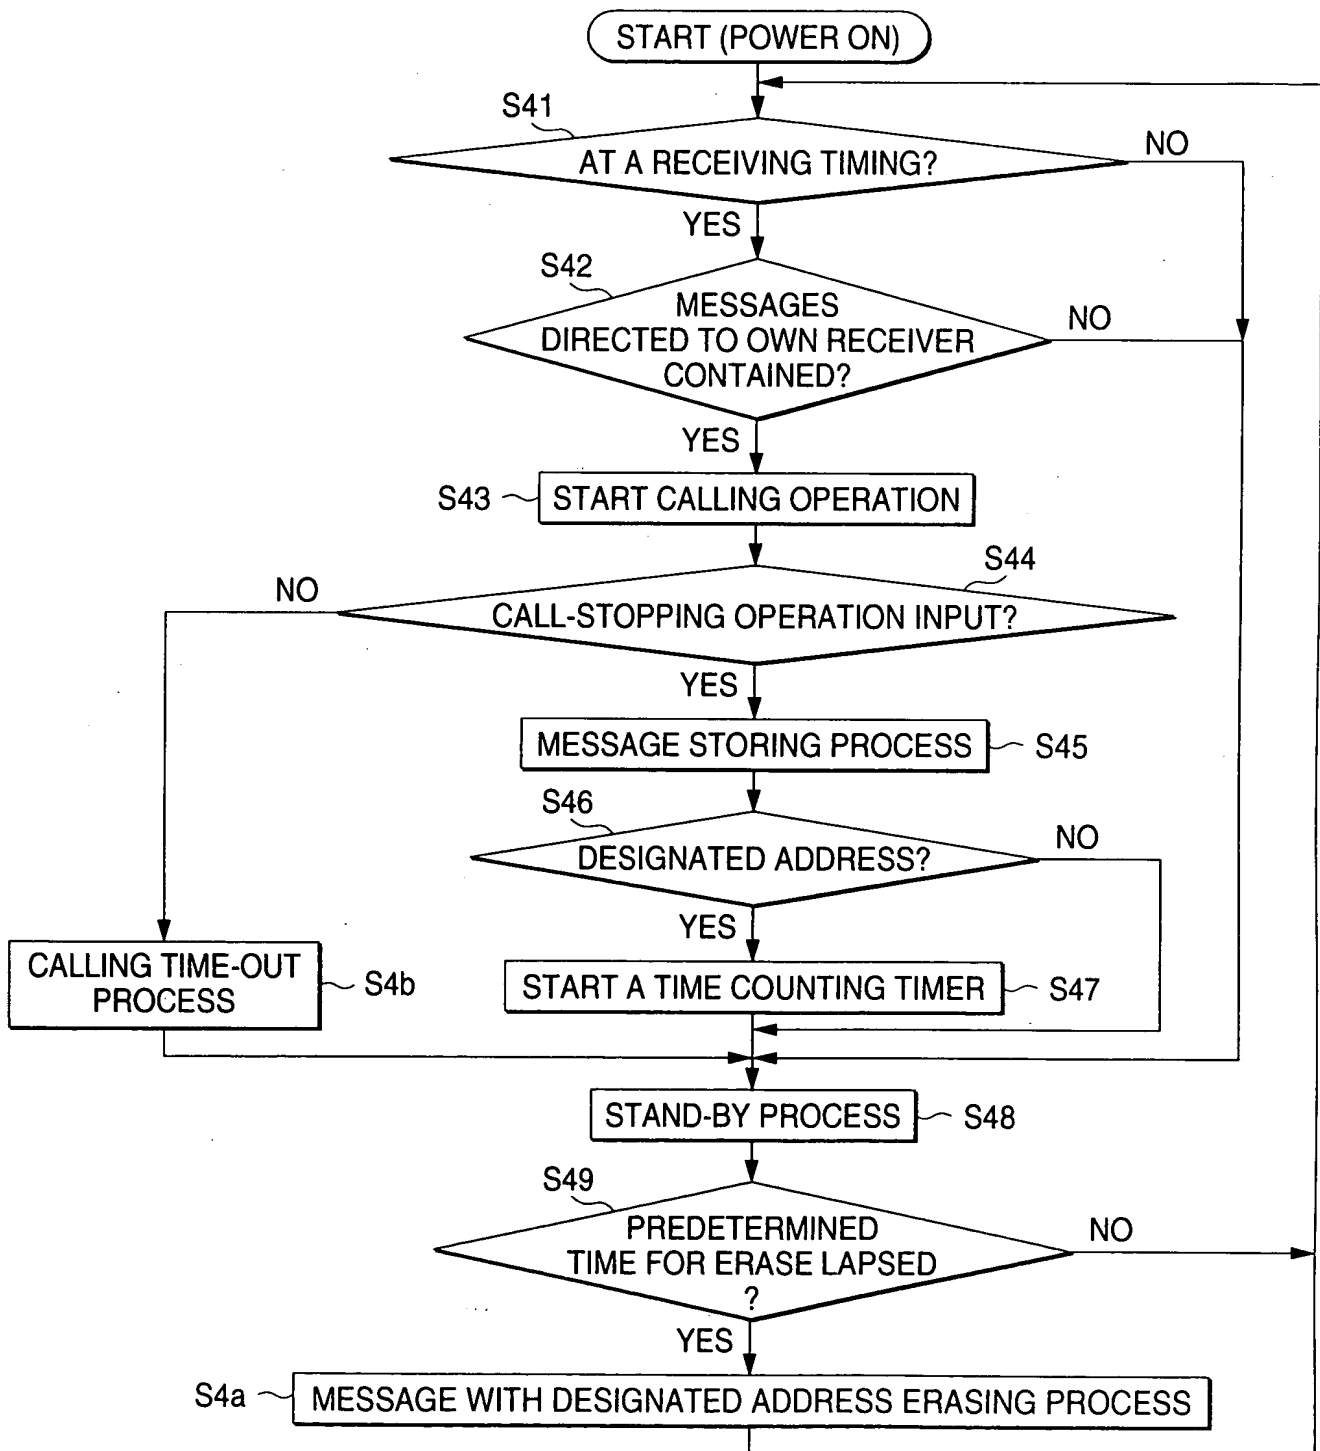 START (POWER ON)
S41
AT A RECEIVING TIMING?
NO
YES
S42
MESSAGES
DIRECTED TO OWN RECEIVER
CONTAINED?
NO
YES
S43
START CALLING OPERATION
S44
NO
CALL-STOPPING OPERATION INPUT?
YES
MESSAGE STORING PROCESS
S45
S46
DESIGNATED ADDRESS?
NO
YES
CALLING TIME-OUT
PROCESS
S4b
START A TIME COUNTING TIMER
S47
STAND-BY PROCESS
S48
S49
PREDETERMINED
TIME FOR ERASE LAPSED
?
NO
YES
S4a
MESSAGE WITH DESIGNATED ADDRESS ERASING PROCESS